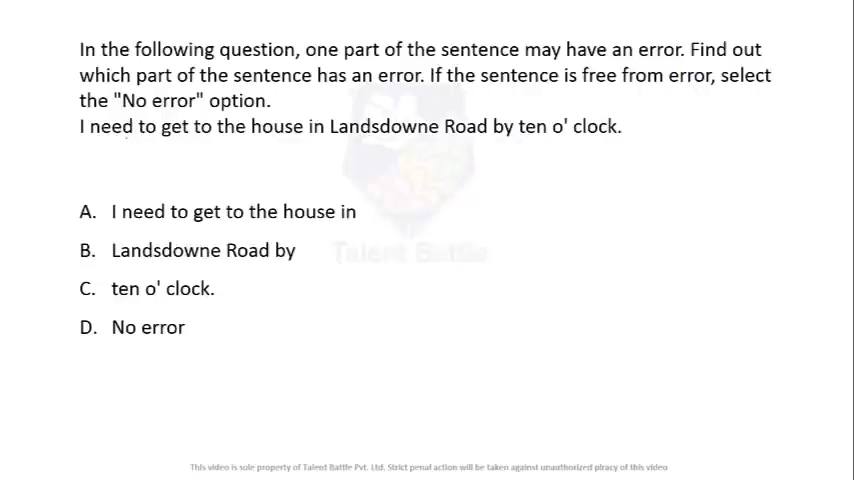 In the following question, one part of the sentence may have an error. Find out
which part of the sentence has an error. If the sentence is free from error, select
the "No error" option.
I need to get to the house in Landsdowne Road by ten o' clock.
A. I need to get to the house in
B. Landsdowne Road by
Talent Battle
C. ten o' clock.
D. No error
This video is sole property of Talent Battle Pvt. Ltd. Strict penal action will be taken against unauthorized piracy of this video